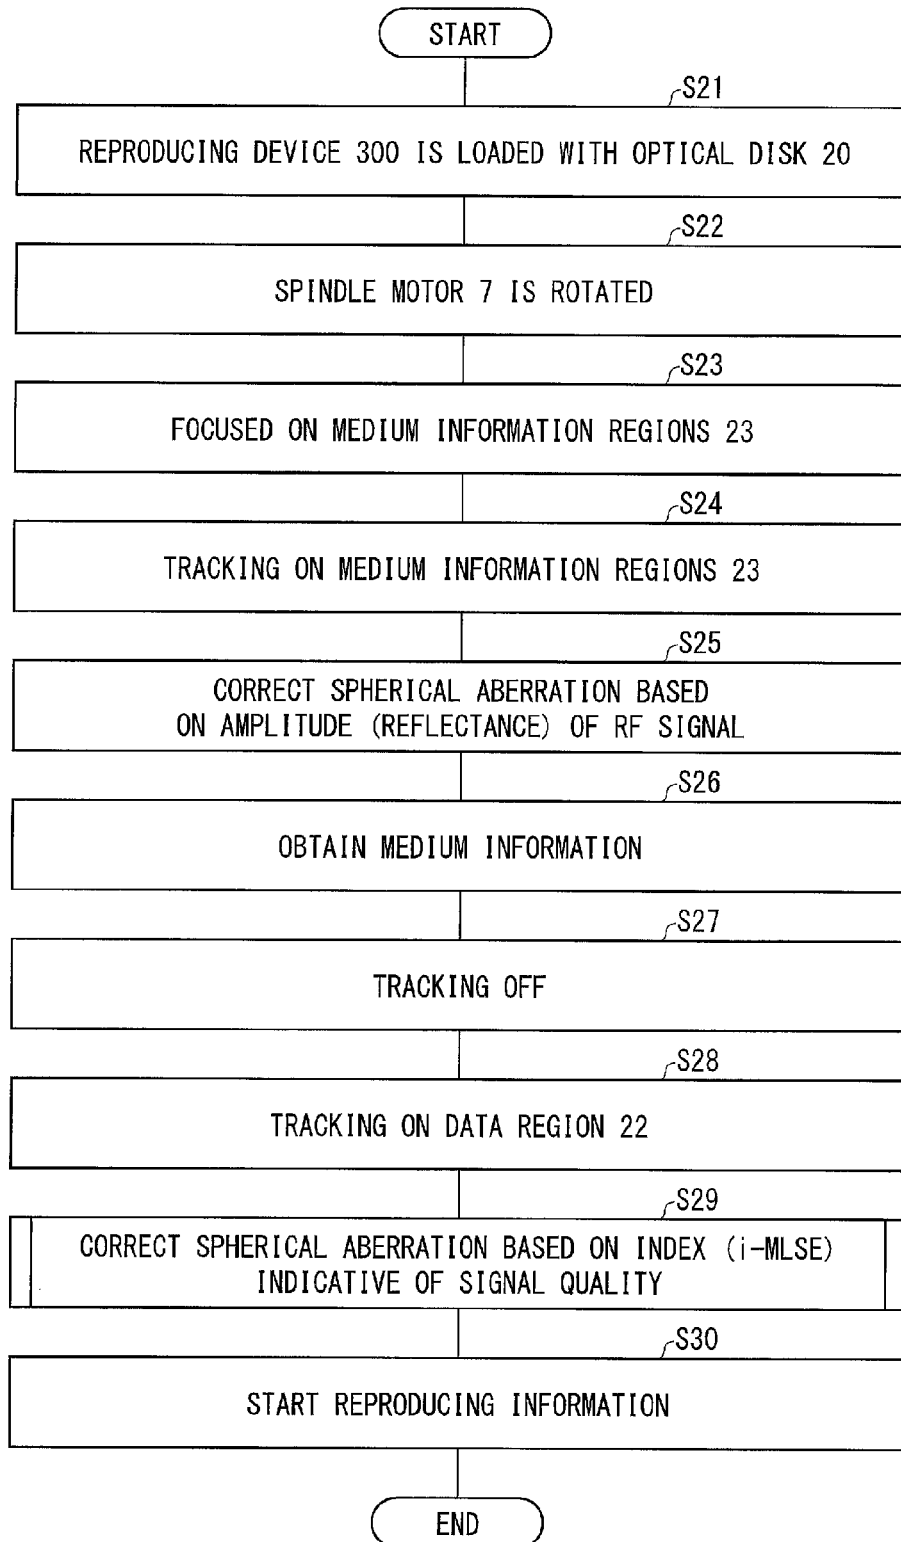 START
S21
REPRODUCING DEVICE 300 IS LOADED WITH OPTICAL DISK 20
S22
SPINDLE MOTOR 7 IS ROTATED
S23
FOCUSED ON MEDIUM INFORMATION REGIONS 23
S24
TRACKING ON MEDIUM INFORMATION REGIONS 23
S25
CORRECT SPHERICAL ABERRATION BASED
ON AMPLITUDE (REFLECTANCE) OF RF SIGNAL
S26
OBTAIN MEDIUM INFORMATION
S27
TRACKING OFF
S28
TRACKING ON DATA REGION 22
S29
CORRECT SPHERICAL ABERRATION BASED ON INDEX (i-MLSE)
INDICATIVE OF SIGNAL QUALITY
S30
START REPRODUCING INFORMATION
END